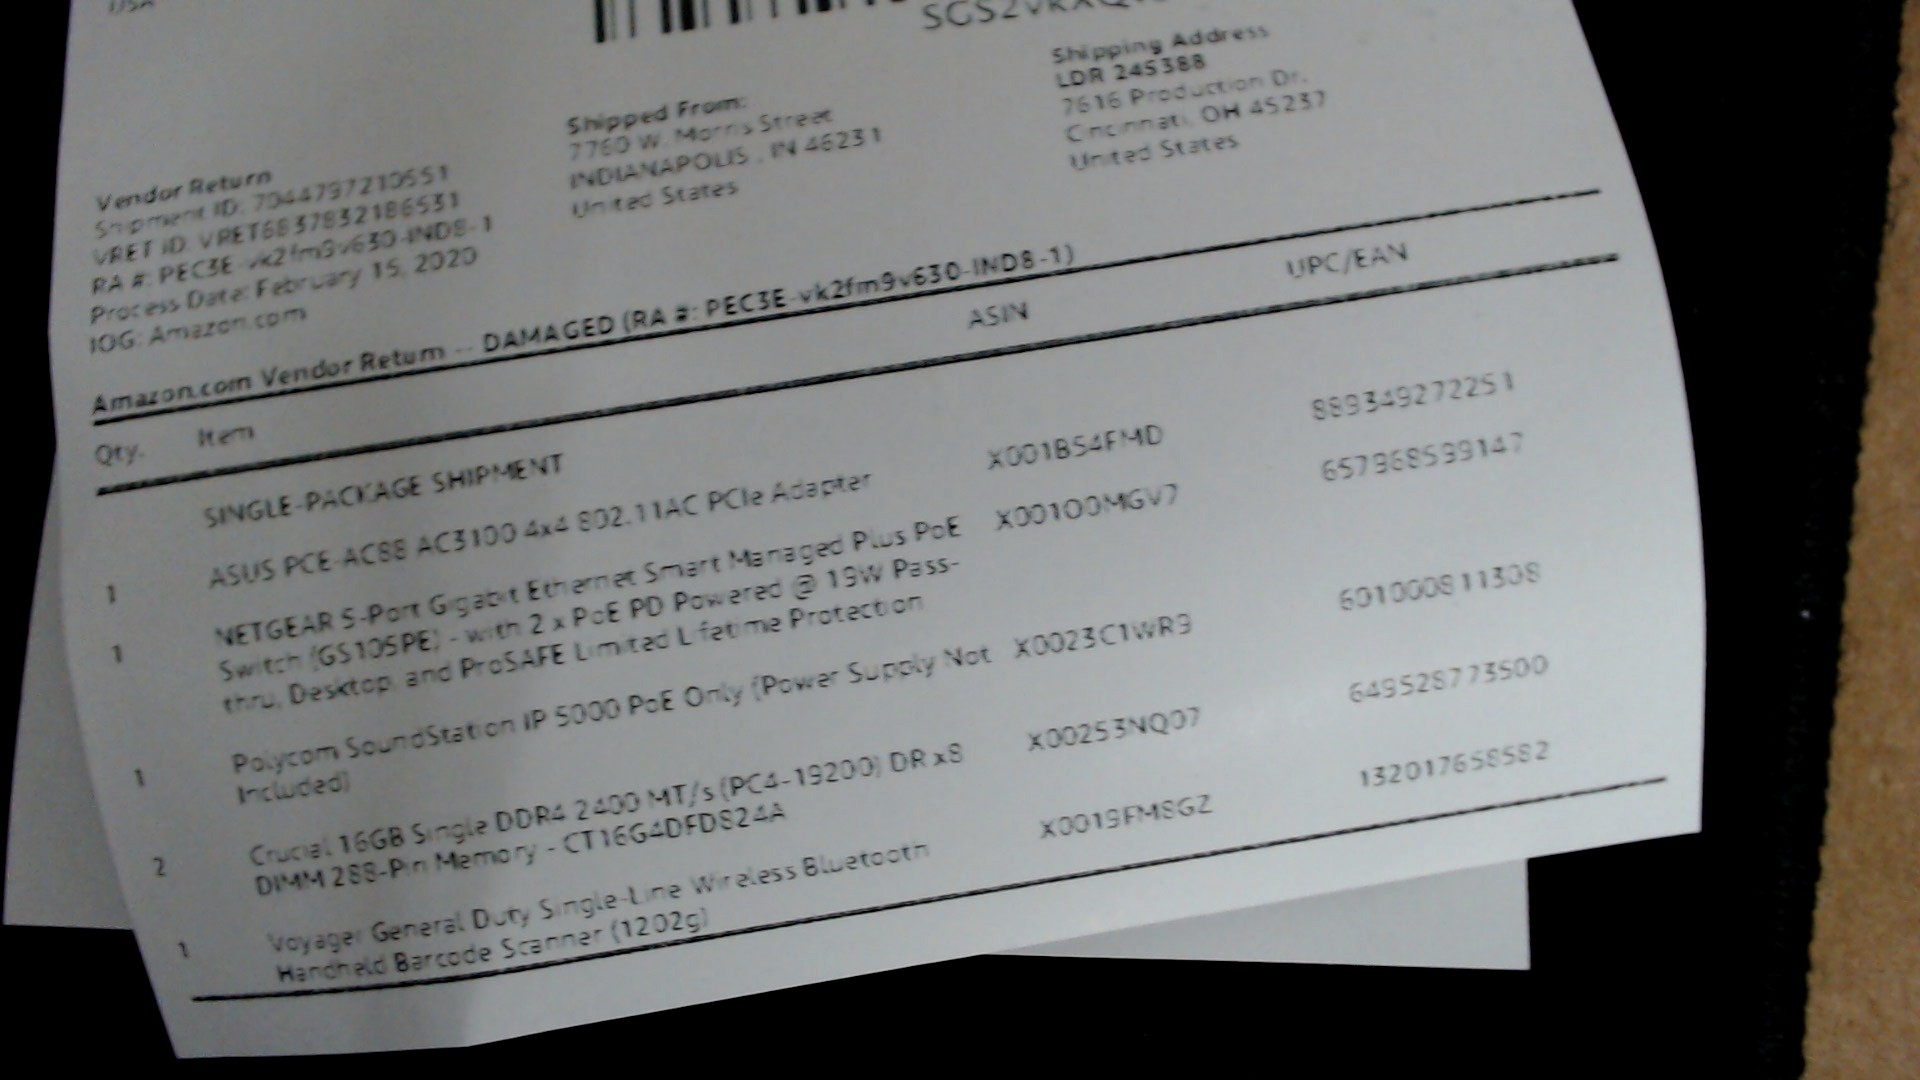 USA
Shipping Address
LDR 245388
7616 Production Dr.
Cincinnati, OH 45237
United States
Shipped From:
7760 W. Morris Street
INDIANAPOLIS , IN 46231
United States
Vendor Return
Shipment ID: 7044797210551
VRET ID: VRET6837832186531
RA #: PEC3E-vk2fm9v630-IND8-1
Process Date: February 15, 2020
IOG: Amazon.com
Amazon.com Vendor Return -- DAMAGED (RA #: PEC3E-vk2fm9v630-IND8-1)
Qty. Item ASIN UPC/EAN
SINGLE-PACKAGE SHIPMENT
1 ASUS PCE-AC88 AC3100 4x4 802.11AC PCIe Adapter X001BS4FMD 889349272251
1 NETGEAR 5-Port Gigabit Ethernet Smart Managed Plus PoE X001O0MGV7 657968599147
Switch (GS105PE) - with 2 x PoE PD Powered @ 19W Pass-
thru, Desktop, and ProSAFE Limited Lifetime Protection
1 Polycom SoundStation IP 5000 PoE Only (Power Supply Not X0023C1WR9 601000811308
Included)
2 Crucial 16GB Single DDR4 2400 MT/s (PC4-19200) DR x8 X00253NQ07 649528773500
DIMM 288-Pin Memory - CT16G4DFD824A
1 Voyager General Duty Single-Line Wireless Bluetooth X0019FM8GZ 132017658582
Handheld Barcode Scanner (1202g)